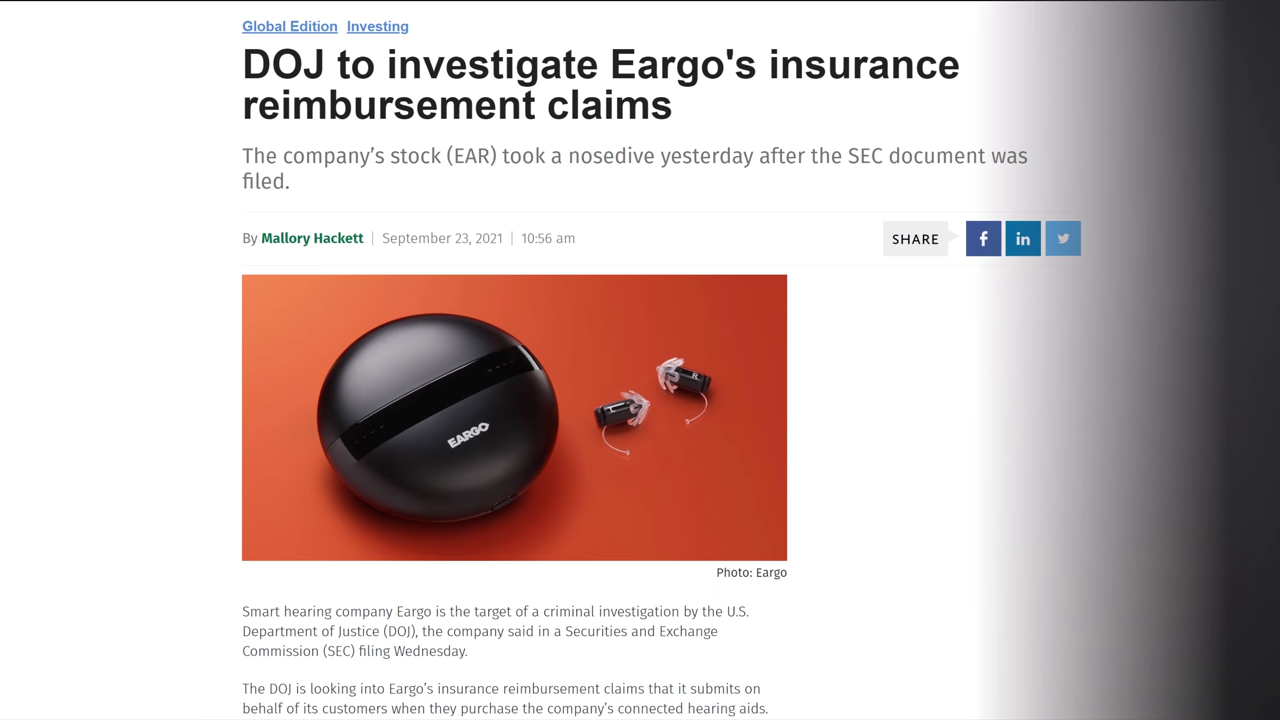 Global Edition Investing
DOJ to investigate Eargo's insurance
reimbursement claims
The company’s stock (EAR) took a nosedive yesterday after the SEC document was
filed.
By Mallory Hackett | September 23, 2021 | 10:56 am
SHARE
EARGO
L
R
Photo: Eargo
Smart hearing company Eargo is the target of a criminal investigation by the U.S.
Department of Justice (DOJ), the company said in a Securities and Exchange
Commission (SEC) filing Wednesday.
The DOJ is looking into Eargo’s insurance reimbursement claims that it submits on
behalf of its customers when they purchase the company’s connected hearing aids.